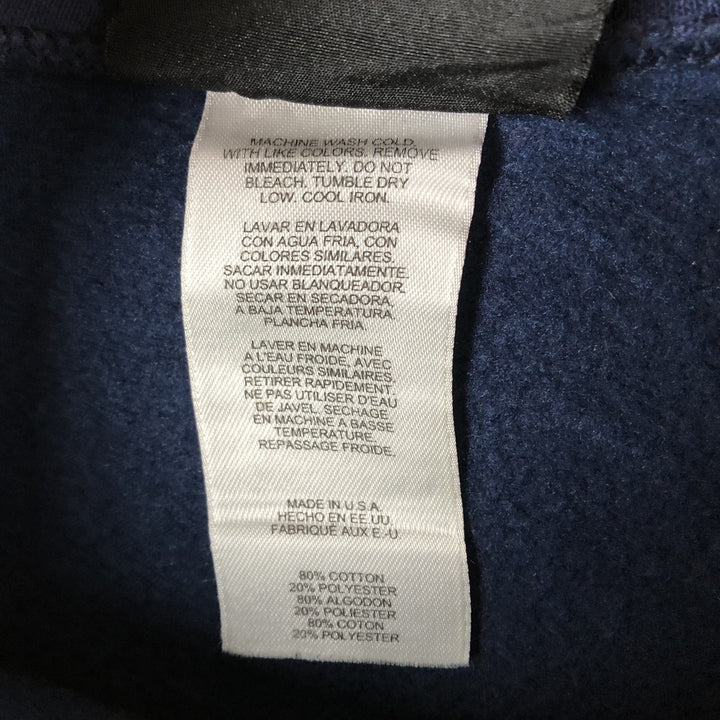 MACHINE WASH COLD.
WITH LIKE COLORS. REMOVE
IMMEDIATELY. DO NOT
BLEACH. TUMBLE DRY
LOW. COOL IRON.
LAVAR EN LAVADORA
CON AGUA FRIA, CON
COLORES SIMILARES.
SACAR INMEDIATAMENTE.
NO USAR BLANQUEADOR.
SECAR EN SECADORA,
A BAJA TEMPERATURA.
PLANCHA FRIA.
LAVER EN MACHINE
A L'EAU FROIDE, AVEC
COULEURS SIMILAIRES.
RETIRER RAPIDEMENT.
NE PAS UTILISER D'EAU
DE JAVEL, SECHAGE
EN MACHINE A BASSE
TEMPERATURE.
REPASSAGE FROIDE.
MADE IN U.S.A.
HECHO EN EE.UU.
FABRIQUÉ AUX E.-U.
80% COTTON
20% POLYESTER
80% ALGODON
20% POLIESTER
80% COTON
20% POLYESTER